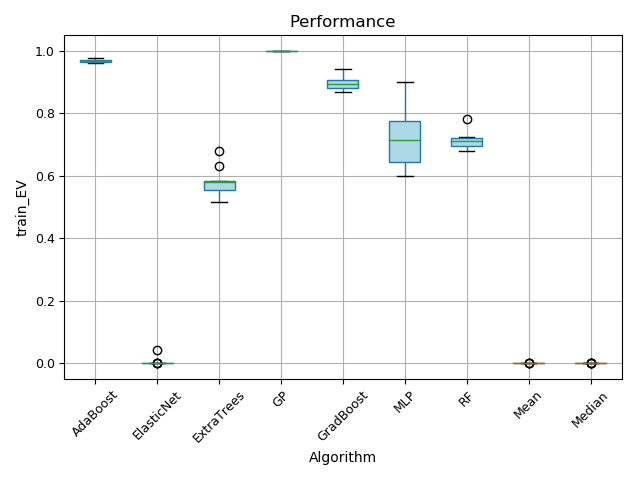 Performance
train_EV
1.0
0.8
0.6
0.4
0.2
0.0
AdaBoost
ElasticNet
ExtraTrees
GP
GradBoost
MLP
RF
Mean
Median
Algorithm